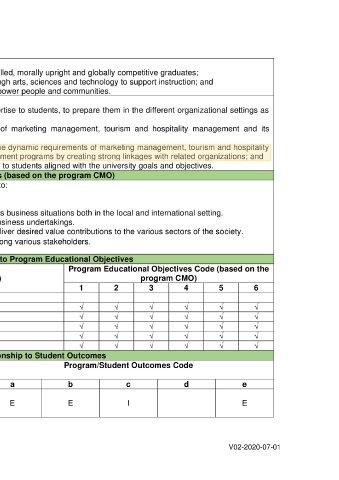 lled, morally upright and globally competitive graduates;
gh arts, sciences and technology to support instruction; and
ower people and communities.
ertise to students, to prepare them in the different organizational settings as
of marketing management, tourism and hospitality management and its
e dynamic requirements of marketing management, tourism and hospitality
ment programs by creating strong linkages with related organizations; and
to students aligned with the university goals and objectives.
s (based on the program CMO)
to:
s business situations both in the local and international setting.
usiness undertakings.
liver desired value contributions to the various sectors of the society.
ong various stakeholders.
to Program Educational Objectives
Program Educational Objectives Code (based on the
) program CMO)
1 2 3 4 5 6
√ √ √ √ √ √
√ √ √ √ √ √
√ √ √ √ √ √
√ √ √ √ √ √
√ √ √ √ √ √
onship to Student Outcomes
Program/Student Outcomes Code
a b c d e
E E I E
V02-2020-07-01